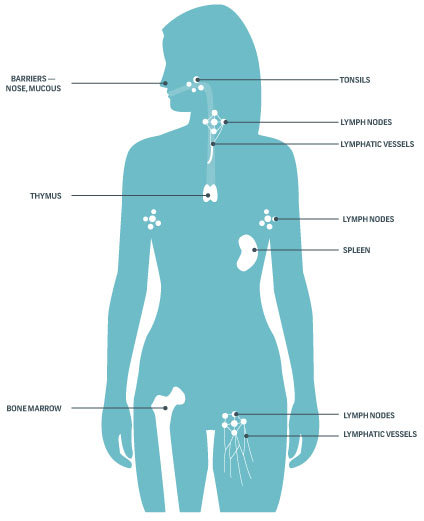 BARRIERS —
NOSE, MUCOUS
TONSILS
LYMPH NODES
LYMPHATIC VESSELS
THYMUS
LYMPH NODES
SPLEEN
BONE MARROW
LYMPH NODES
LYMPHATIC VESSELS